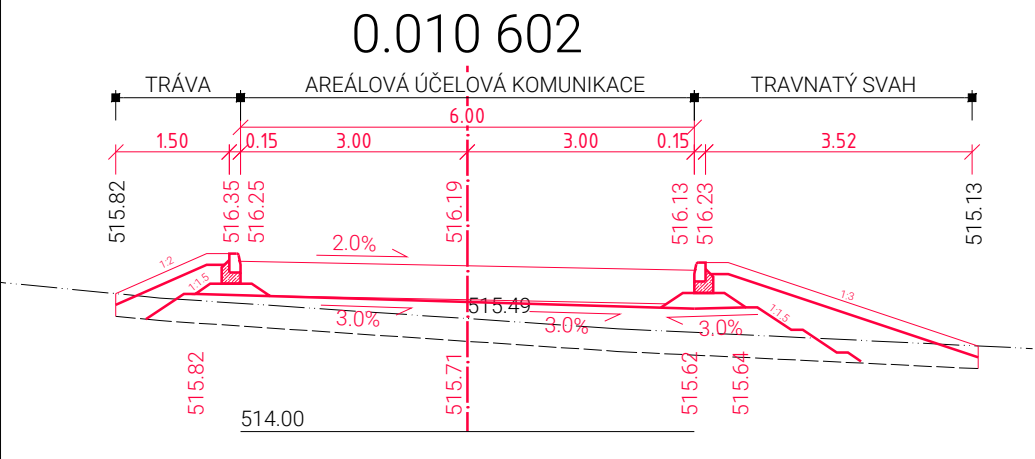 0.010 602
TRÁVA AREÁLOVÁ ÚČELOVÁ KOMUNIKACE TRAVNATÝ SVAH
6.00
1.50 0.15 3.00 3.00 0.15 3.52
515.82 516.35 516.25 516.19 516.13 516.23 515.13
2.0%
1:2 1:1.5 1:3
515.49
3.0% 3.0% 3.0% 1:1.5
515.82 515.71 515.62 515.64
514.00